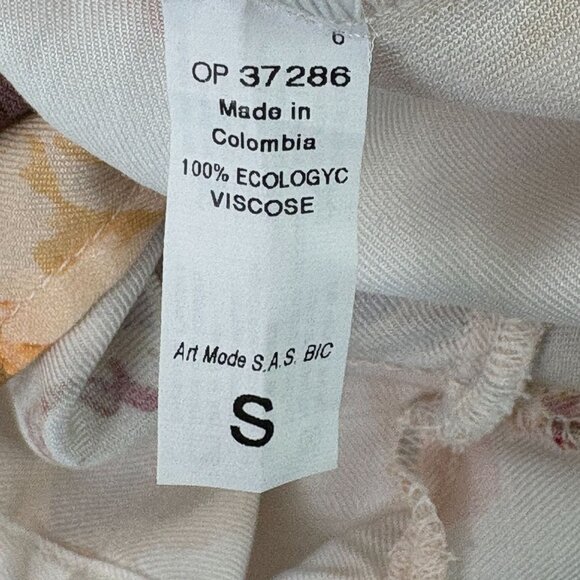 6
OP 37286
Made in
Colombia
100% ECOLOGYC
VISCOSE
Art Mode S.A.S. BIC
S